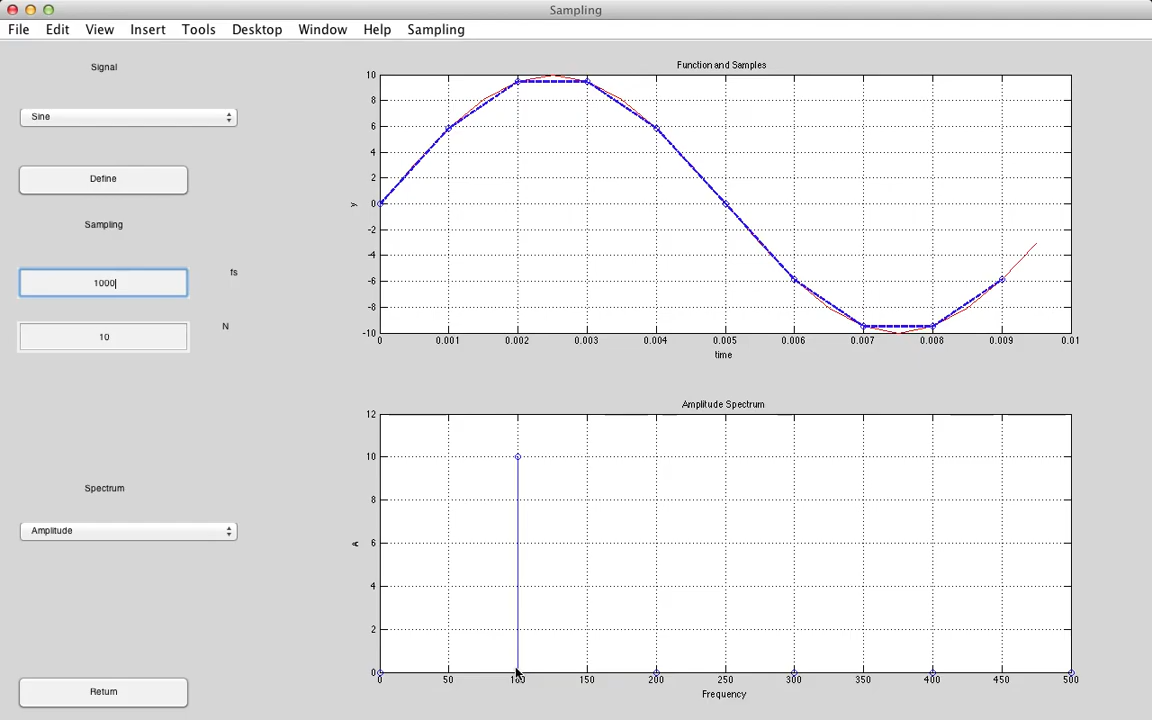 Sampling
File Edit View Insert Tools Desktop Window Help Sampling
Signal
Sine
Define
Sampling
1000
fs
10
N
Spectrum
Amplitude
Return
Function and Samples
10
8
6
4
2
0
-2
-4
-6
-8
-10
y
0 0.001 0.002 0.003 0.004 0.005 0.006 0.007 0.008 0.009 0.01
time
Amplitude Spectrum
12
10
8
6
4
2
0
A
0 50 100 150 200 250 300 350 400 450 500
Frequency